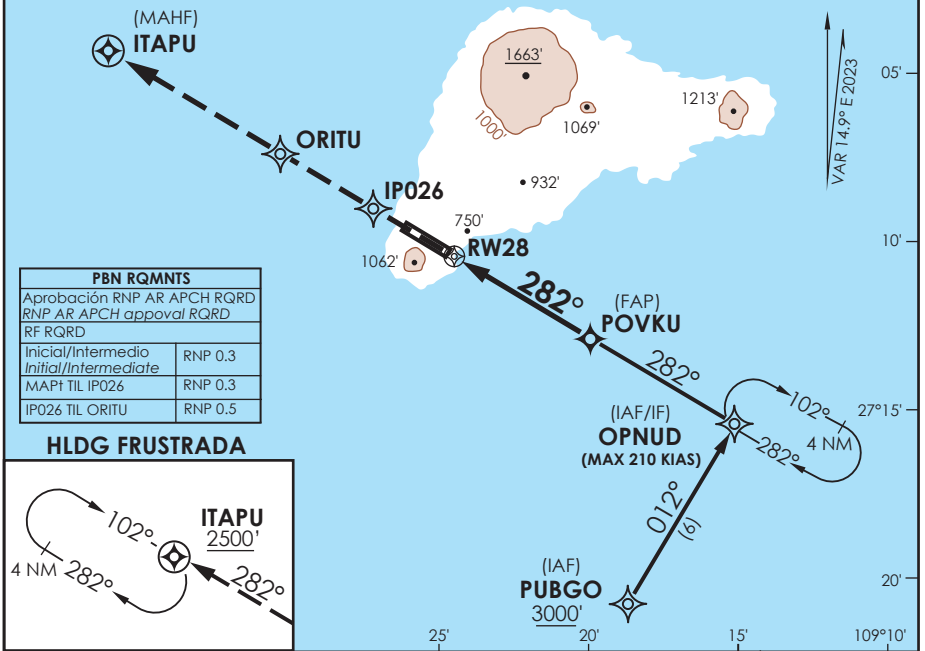 (MAHF)
ITAPU
ORITU
IP026
RW28
1663'
1000'
1069'
1213'
932'
750'
1062'
VAR 14.9° E 2023
05'
10'
27°15'
20'
282°
(FAP)
POVKU
282°
(IAF/IF)
OPNUD
(MAX 210 KIAS)
102°
4 NM
282°
012°
(6)
(IAF)
PUBGO
3000'
25'
20'
15'
109°10'
PBN RQMNTS
Aprobación RNP AR APCH RQRD
RNP AR APCH appoval RQRD
RF RQRD
Inicial/Intermedio
Initial/Intermediate
RNP 0.3
MAPt TIL IP026
RNP 0.3
IP026 TIL ORITU
RNP 0.5
HLDG FRUSTRADA
ITAPU
2500'
102°
4 NM
282°
282°